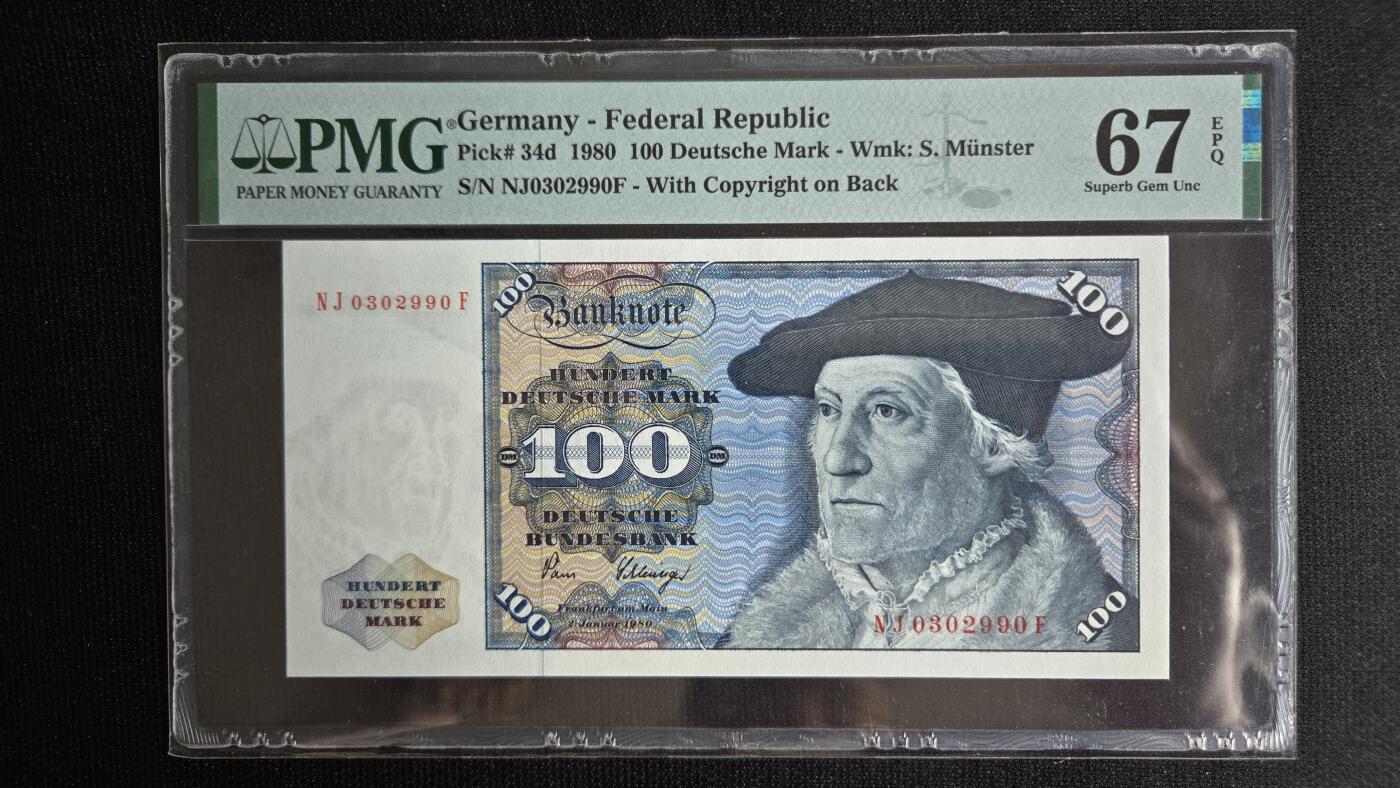 PMG®
PAPER MONEY GUARANTY
Germany - Federal Republic
Pick# 34d 1980 100 Deutsche Mark - Wmk: S. Münster
S/N NJ0302990F - With Copyright on Back
67
EPQ
Superb Gem Unc
NJ0302990F
100
Banknote
100
HUNDERT
DEUTSCHE MARK
DM 100 DM
DEUTSCHE
BUNDESBANK
Frankfurt am Main
2. Januar 1980
HUNDERT
DEUTSCHE
MARK
100
NJ0302990F
100